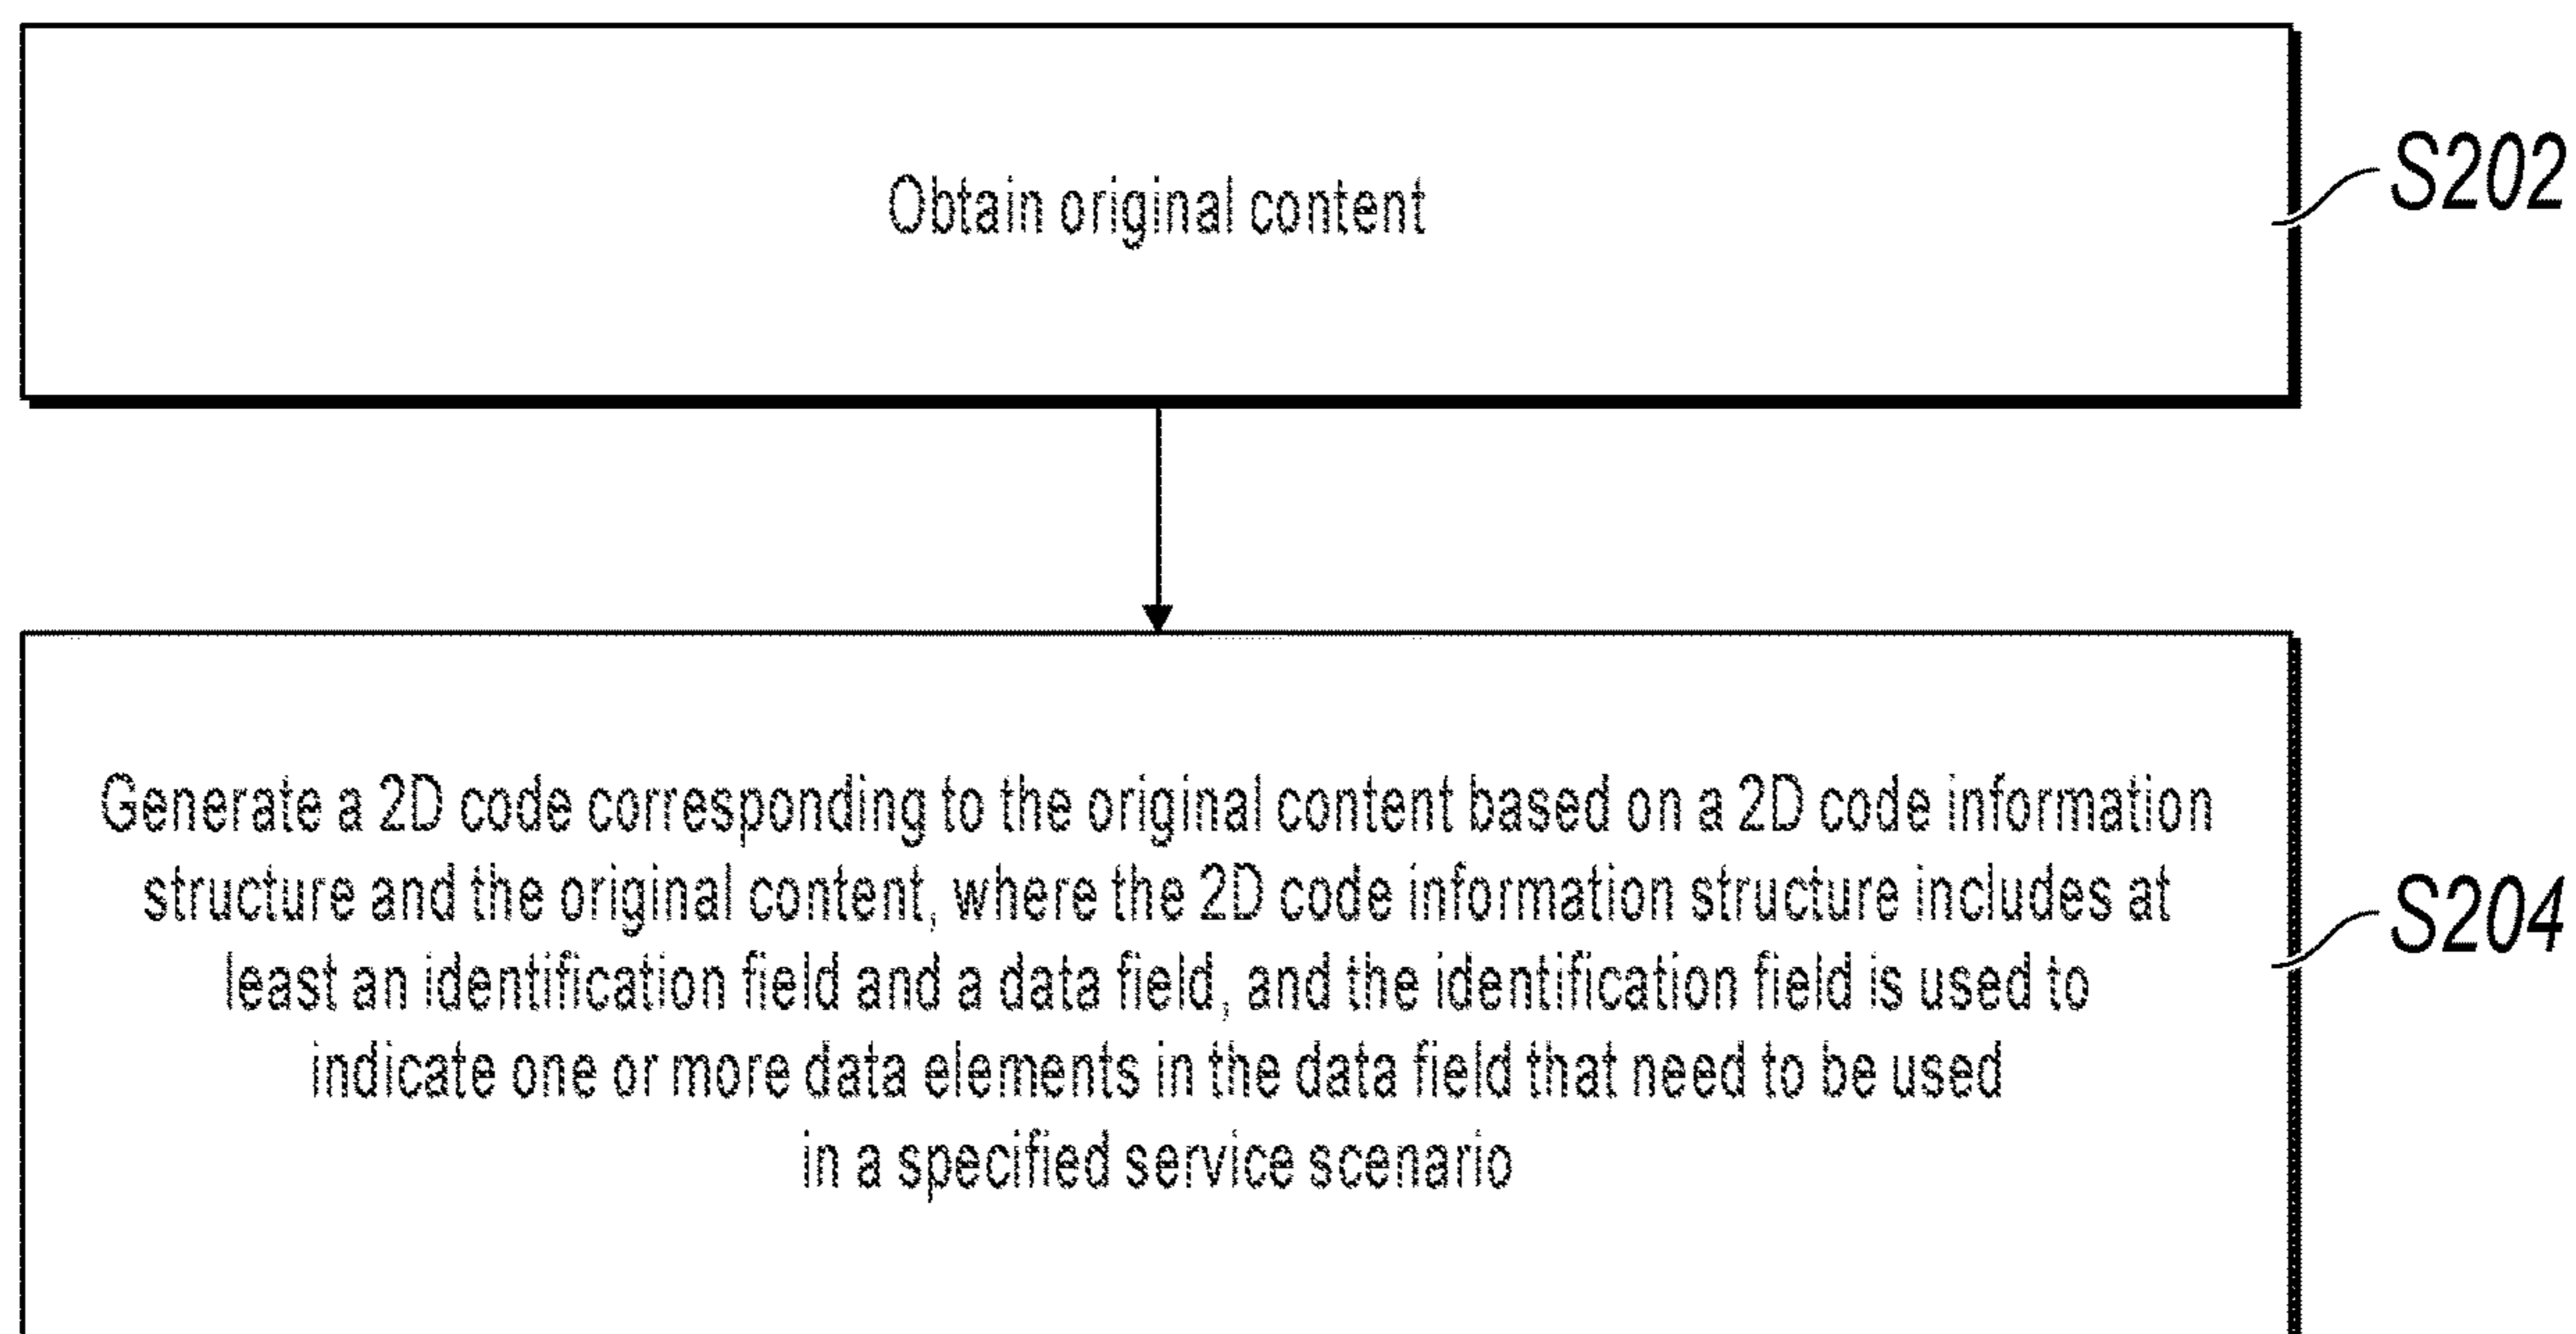 Obtain original content
S202
Generate a 2D code corresponding to the original content based on a 2D code information
structure and the original content, where the 2D code information structure includes at
least an identification field and a data field, and the identification field is used to
indicate one or more data elements in the data field that need to be used
in a specified service scenario
S204